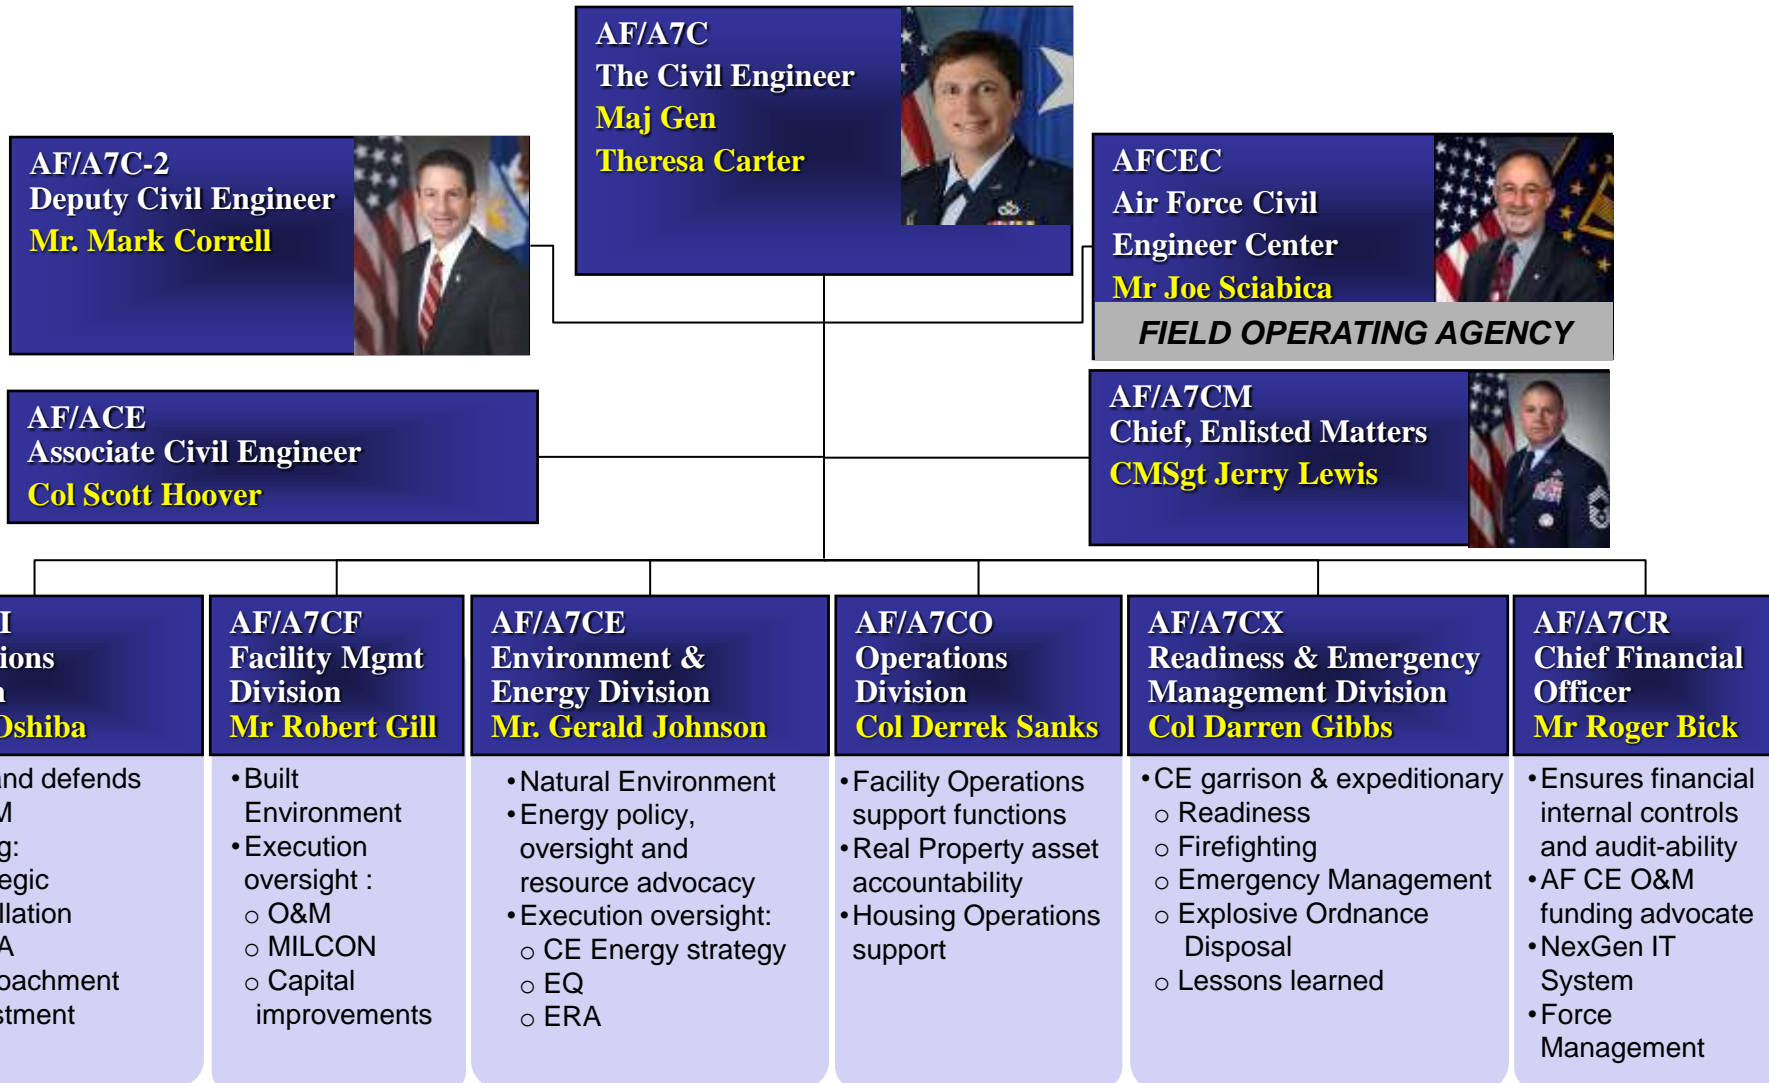 AF/A7C
The Civil Engineer
Maj Gen
Theresa Carter
AF/A7C-2
Deputy Civil Engineer
Mr. Mark Correll
AFCEC
Air Force Civil
Engineer Center
Mr Joe Sciabica
FIELD OPERATING AGENCY
AF/ACE
Associate Civil Engineer
Col Scott Hoover
AF/A7CM
Chief, Enlisted Matters
CMSgt Jerry Lewis
Oshiba
and defends
AF/A7CF
Facility Mgmt
Division
Mr Robert Gill
•Built
Environment
•Execution
oversight :
o O&M
o MILCON
o Capital
improvements
AF/A7CE
Environment &
Energy Division
Mr. Gerald Johnson
•Natural Environment
•Energy policy,
oversight and
resource advocacy
•Execution oversight:
o CE Energy strategy
o EQ
o ERA
AF/A7CO
Operations
Division
Col Derrek Sanks
•Facility Operations
support functions
•Real Property asset
accountability
•Housing Operations
support
AF/A7CX
Readiness & Emergency
Management Division
Col Darren Gibbs
•CE garrison & expeditionary
o Readiness
o Firefighting
o Emergency Management
o Explosive Ordnance
Disposal
o Lessons learned
AF/A7CR
Chief Financial
Officer
Mr Roger Bick
•Ensures financial
internal controls
and audit-ability
•AF CE O&M
funding advocate
•NexGen IT
System
•Force
Management